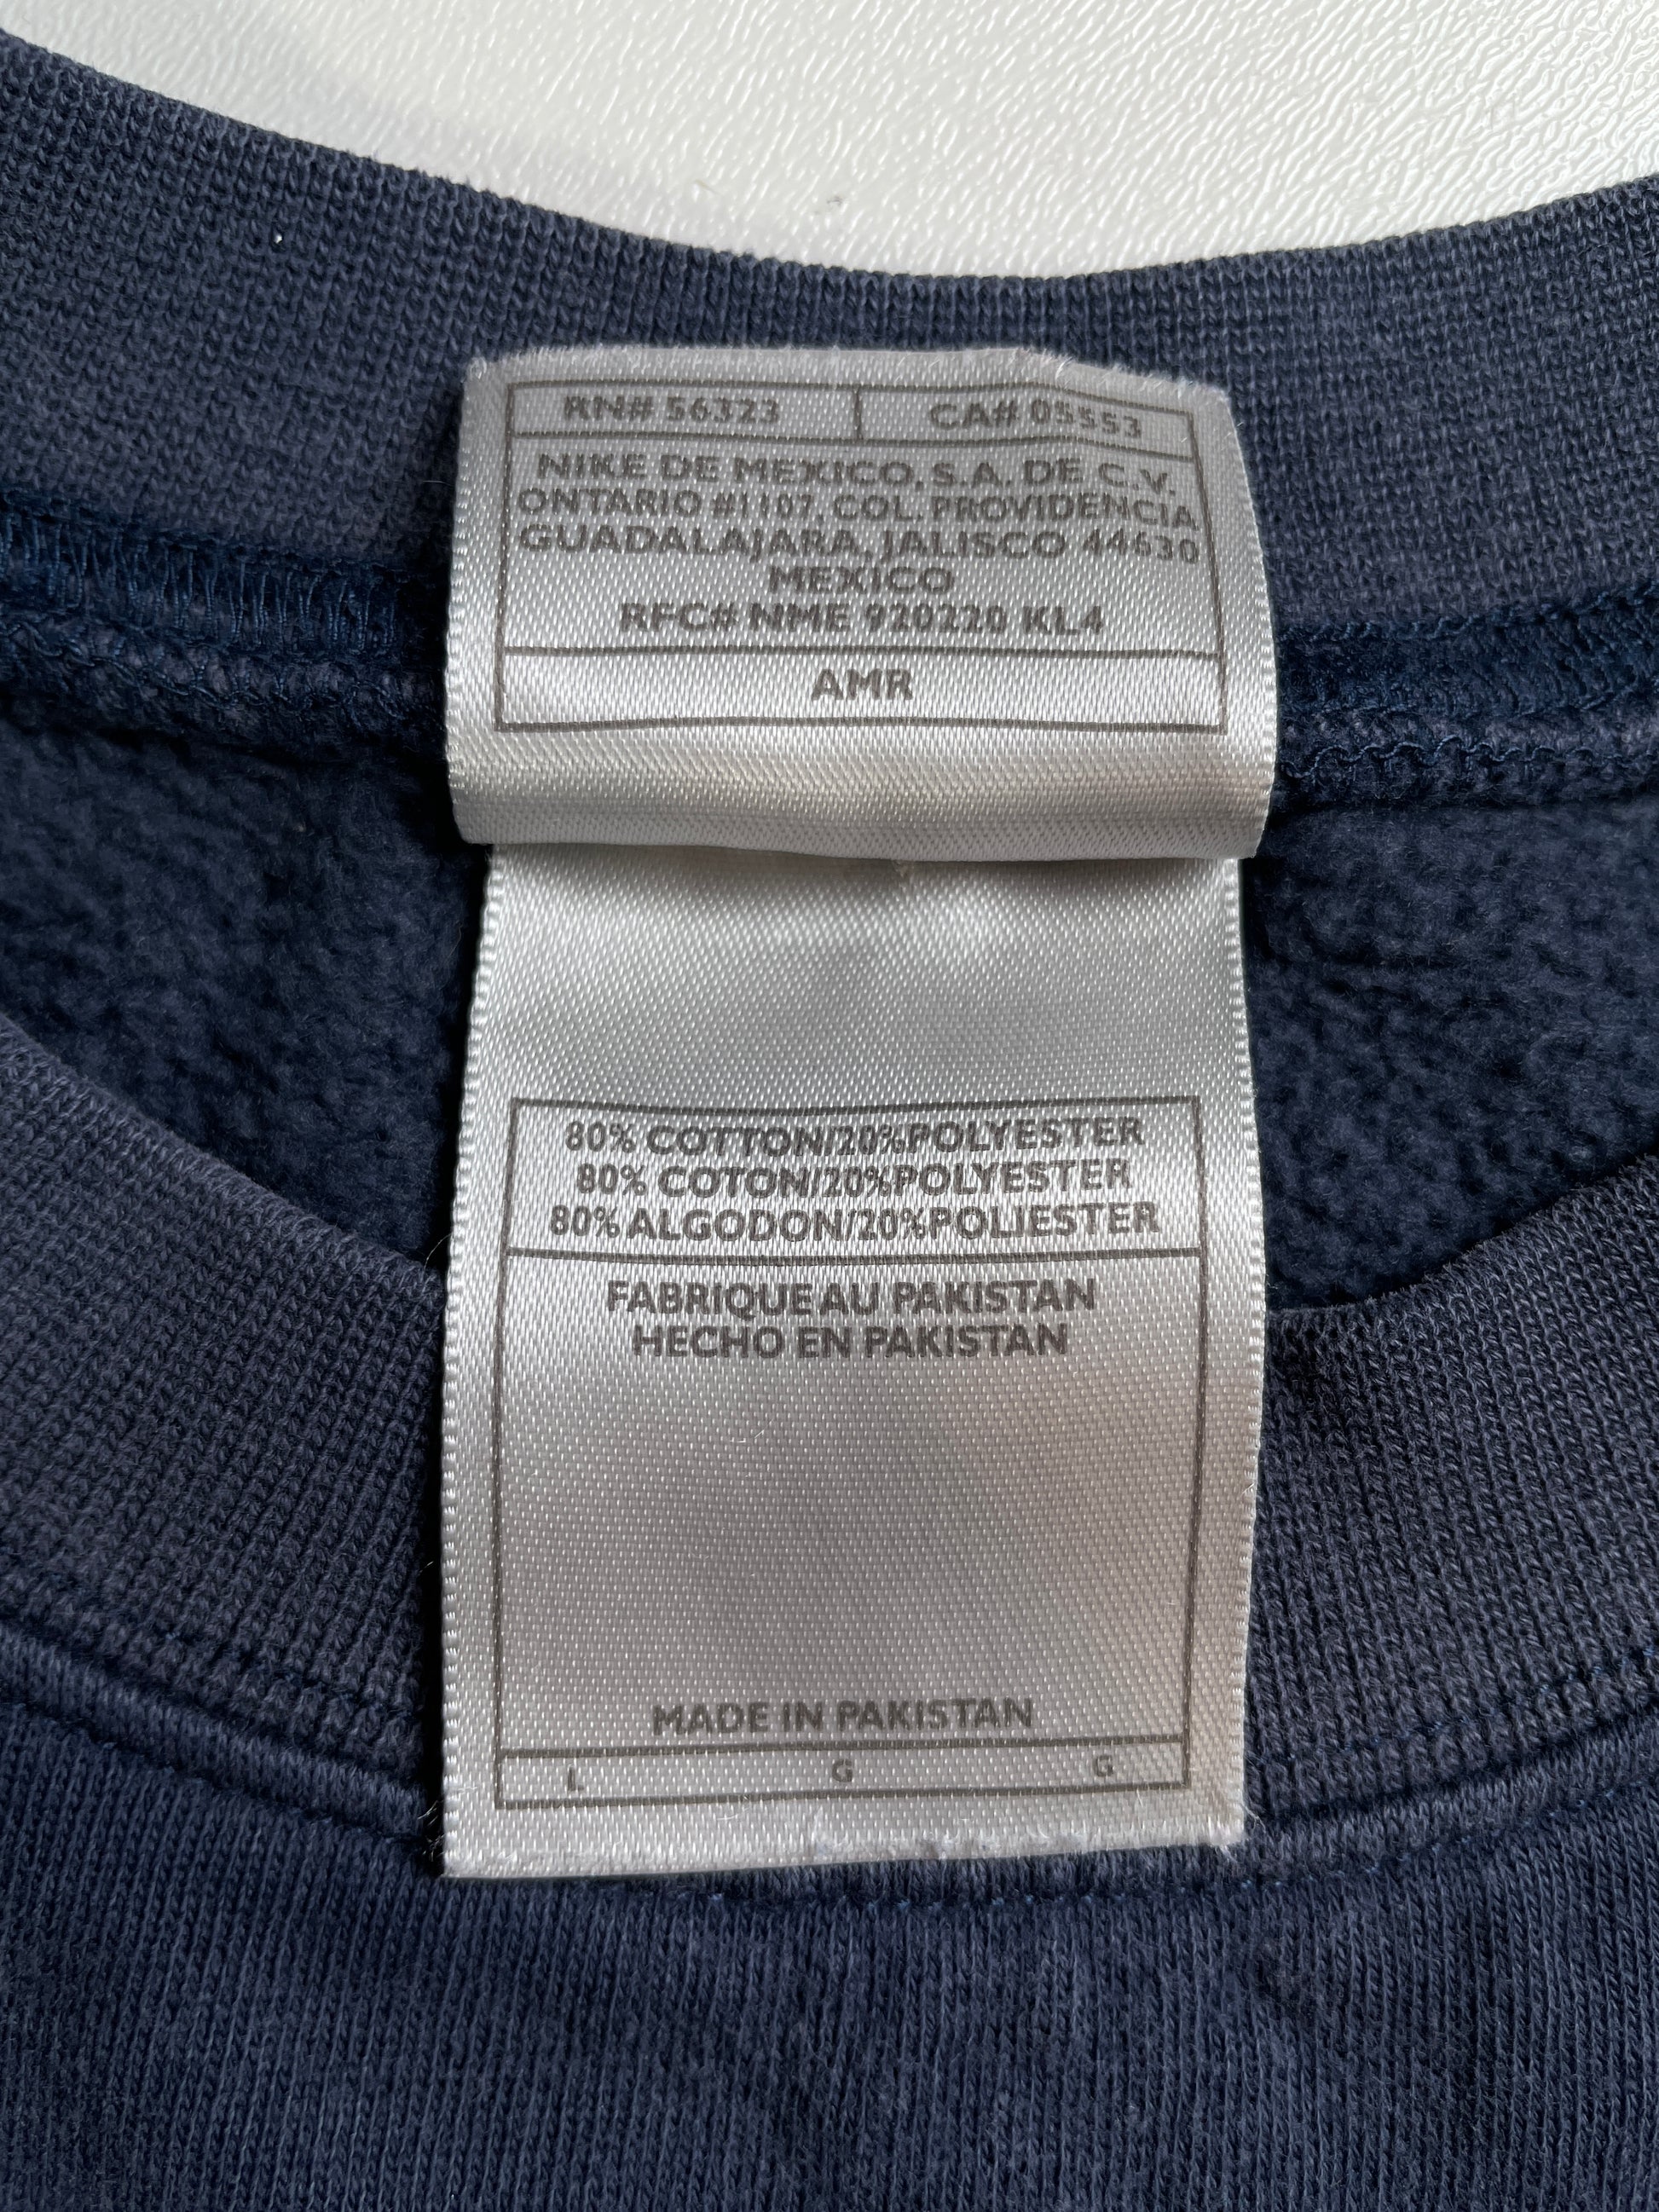 RN# 56323 CA# 05553
NIKE DE MEXICO, S.A. DE C.V.
ONTARIO #1107, COL. PROVIDENCIA
GUADALAJARA, JALISCO 44630
MEXICO
RFC# NME 920220 KL4
AMR
80% COTTON/20%POLYESTER
80% COTON/20%POLYESTER
80%ALGODON/20%POLIESTER
FABRIQUE AU PAKISTAN
HECHO EN PAKISTAN
MADE IN PAKISTAN
L G G